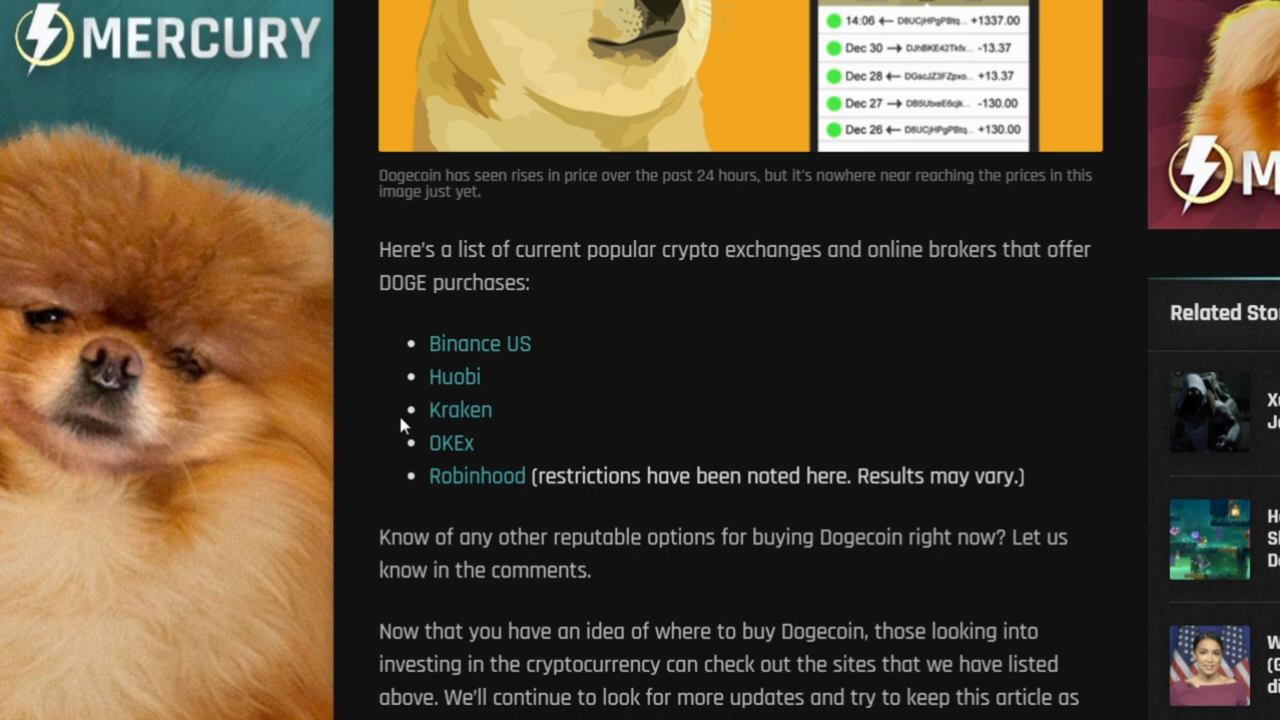 MERCURY
14:06 ← D8UCjHPgPBtq... +1337.00
Dec 30 → -13.37
Dec 28 ← +13.37
Dec 27 → -130.00
Dec 26 ← D8UCjHPgPBtq... +130.00
Dogecoin has seen rises in price over the past 24 hours, but it's nowhere near reaching the prices in this
image just yet.
Here's a list of current popular crypto exchanges and online brokers that offer
DOGE purchases:
• Binance US
• Huobi
• Kraken
• OKEx
• Robinhood (restrictions have been noted here. Results may vary.)
Know of any other reputable options for buying Dogecoin right now? Let us
know in the comments.
Now that you have an idea of where to buy Dogecoin, those looking into
investing in the cryptocurrency can check out the sites that we have listed
above. We'll continue to look for more updates and try to keep this article as
M
Related Sto
X
J
H
S
D
W
(
di